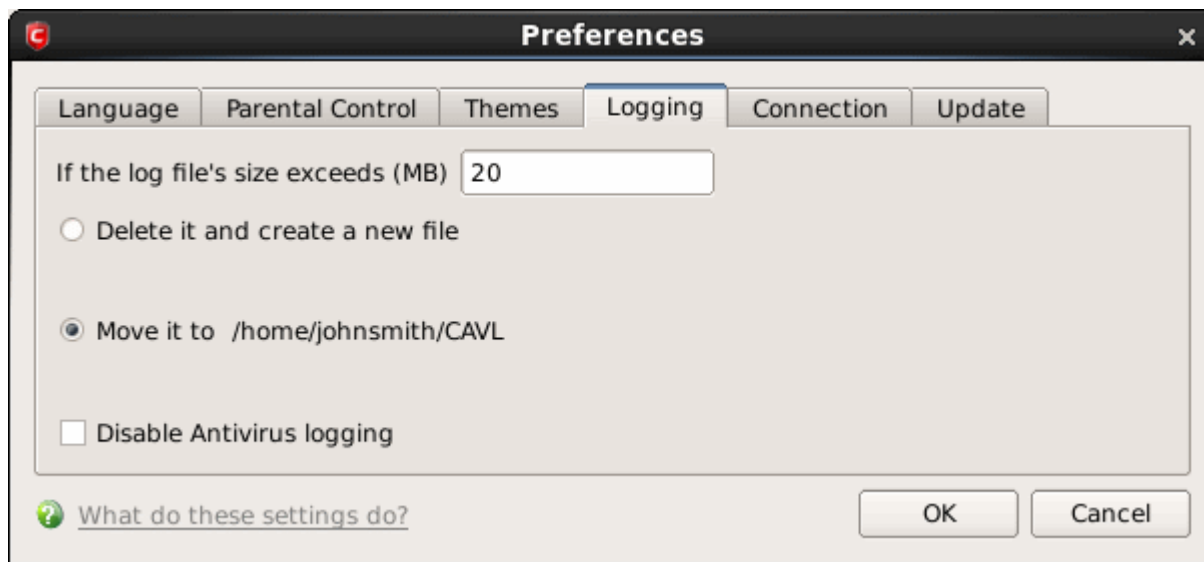 Preferences
Language Parental Control Themes Logging Connection Update
If the log file's size exceeds (MB) 20
Delete it and create a new file
Move it to /home/johnsmith/CAVL
Disable Antivirus logging
What do these settings do? OK Cancel